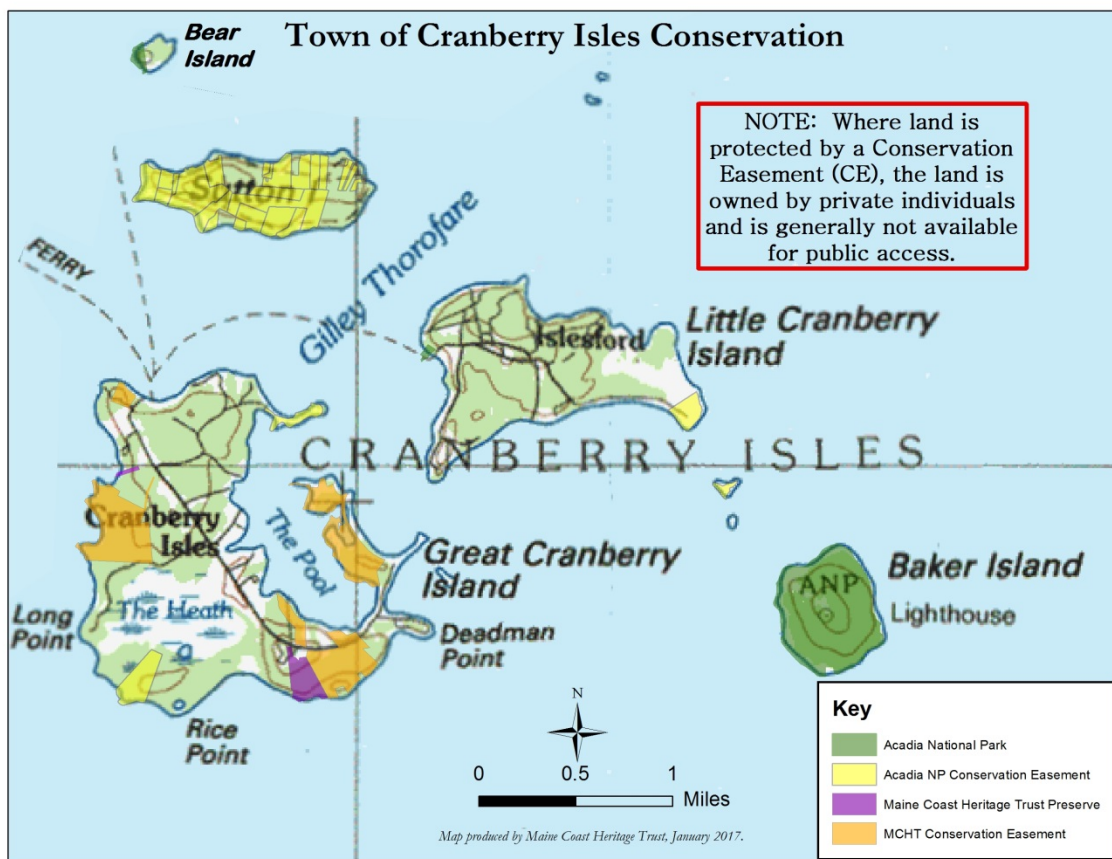 Town of Cranberry Isles Conservation
Bear
Island
NOTE: Where land is
protected by a Conservation
Easement (CE), the land is
owned by private individuals
and is generally not available
for public access.
Sutton I
FERRY
Gilley Thorofare
Islesford
Little Cranberry
Island
CRANBERRY ISLES
Cranberry
Isles
The Pool
Great Cranberry
Island
Baker Island
ANP
Lighthouse
Long
Point
The Heath
Deadman
Point
Rice
Point
N
0 0.5 1
Miles
Map produced by Maine Coast Heritage Trust, January 2017.
Key
Acadia National Park
Acadia NP Conservation Easement
Maine Coast Heritage Trust Preserve
MCHT Conservation Easement